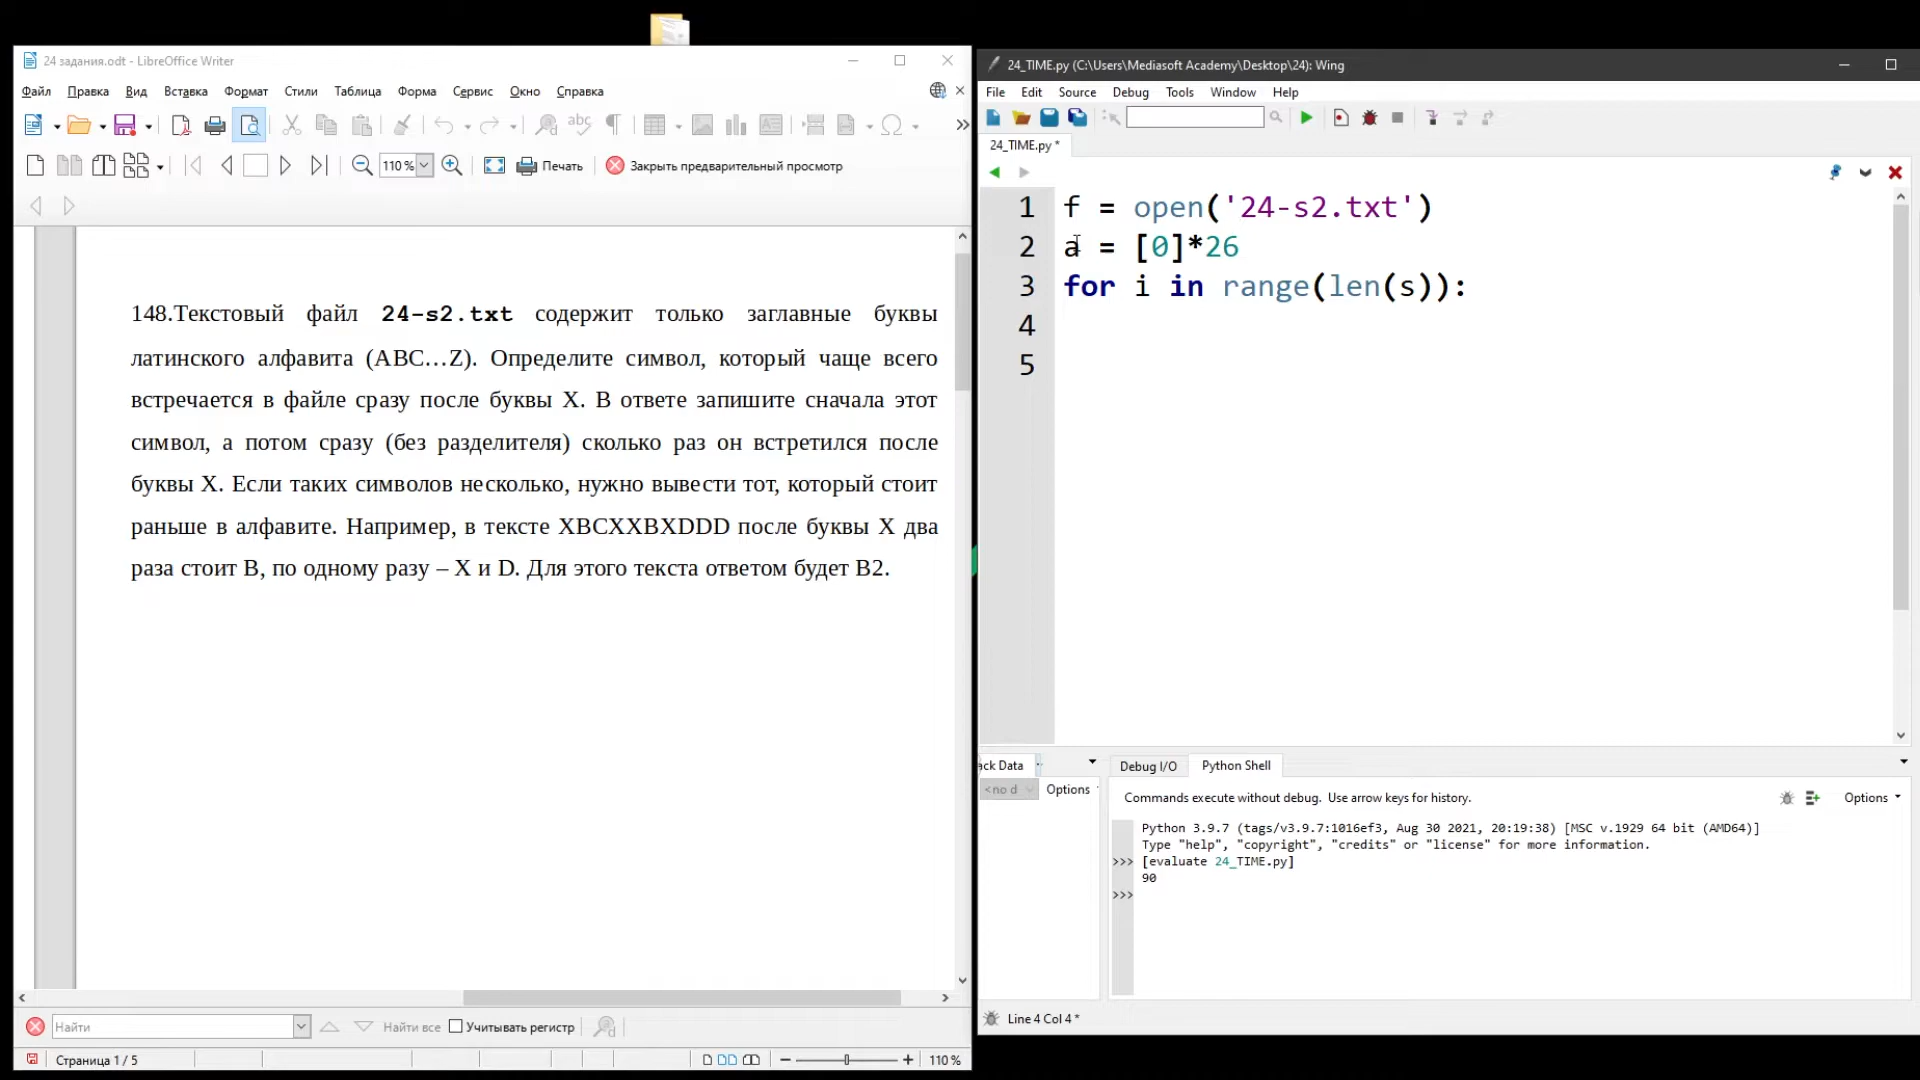 24 задания.odt - LibreOffice Writer
Файл Правка Вид Вставка Формат Стили Таблица Форма Сервис Окно Справка
110 %
Печать
Закрыть предварительный просмотр
148.Текстовый файл 24-s2.txt содержит только заглавные буквы
латинского алфавита (ABC…Z). Определите символ, который чаще всего
встречается в файле сразу после буквы X. В ответе запишите сначала этот
символ, а потом сразу (без разделителя) сколько раз он встретился после
буквы X. Если таких символов несколько, нужно вывести тот, который стоит
раньше в алфавите. Например, в тексте XBCXXBXDDD после буквы X два
раза стоит B, по одному разу – X и D. Для этого текста ответом будет B2.
Найти
Найти все
Учитывать регистр
Страница 1 / 5
110 %
24_TIME.py (C:\Users\Mediasoft Academy\Desktop\24): Wing
File Edit Source Debug Tools Window Help
24_TIME.py *
1 f = open('24-s2.txt')
2 a = [0]*26
3 for i in range(len(s)):
4
5
ack Data
<no d
Options
Debug I/O
Python Shell
Commands execute without debug. Use arrow keys for history.
Options
Python 3.9.7 (tags/v3.9.7:1016ef3, Aug 30 2021, 20:19:38) [MSC v.1929 64 bit (AMD64)]
Type "help", "copyright", "credits" or "license" for more information.
>>> [evaluate 24_TIME.py]
90
>>>
Line 4 Col 4 *